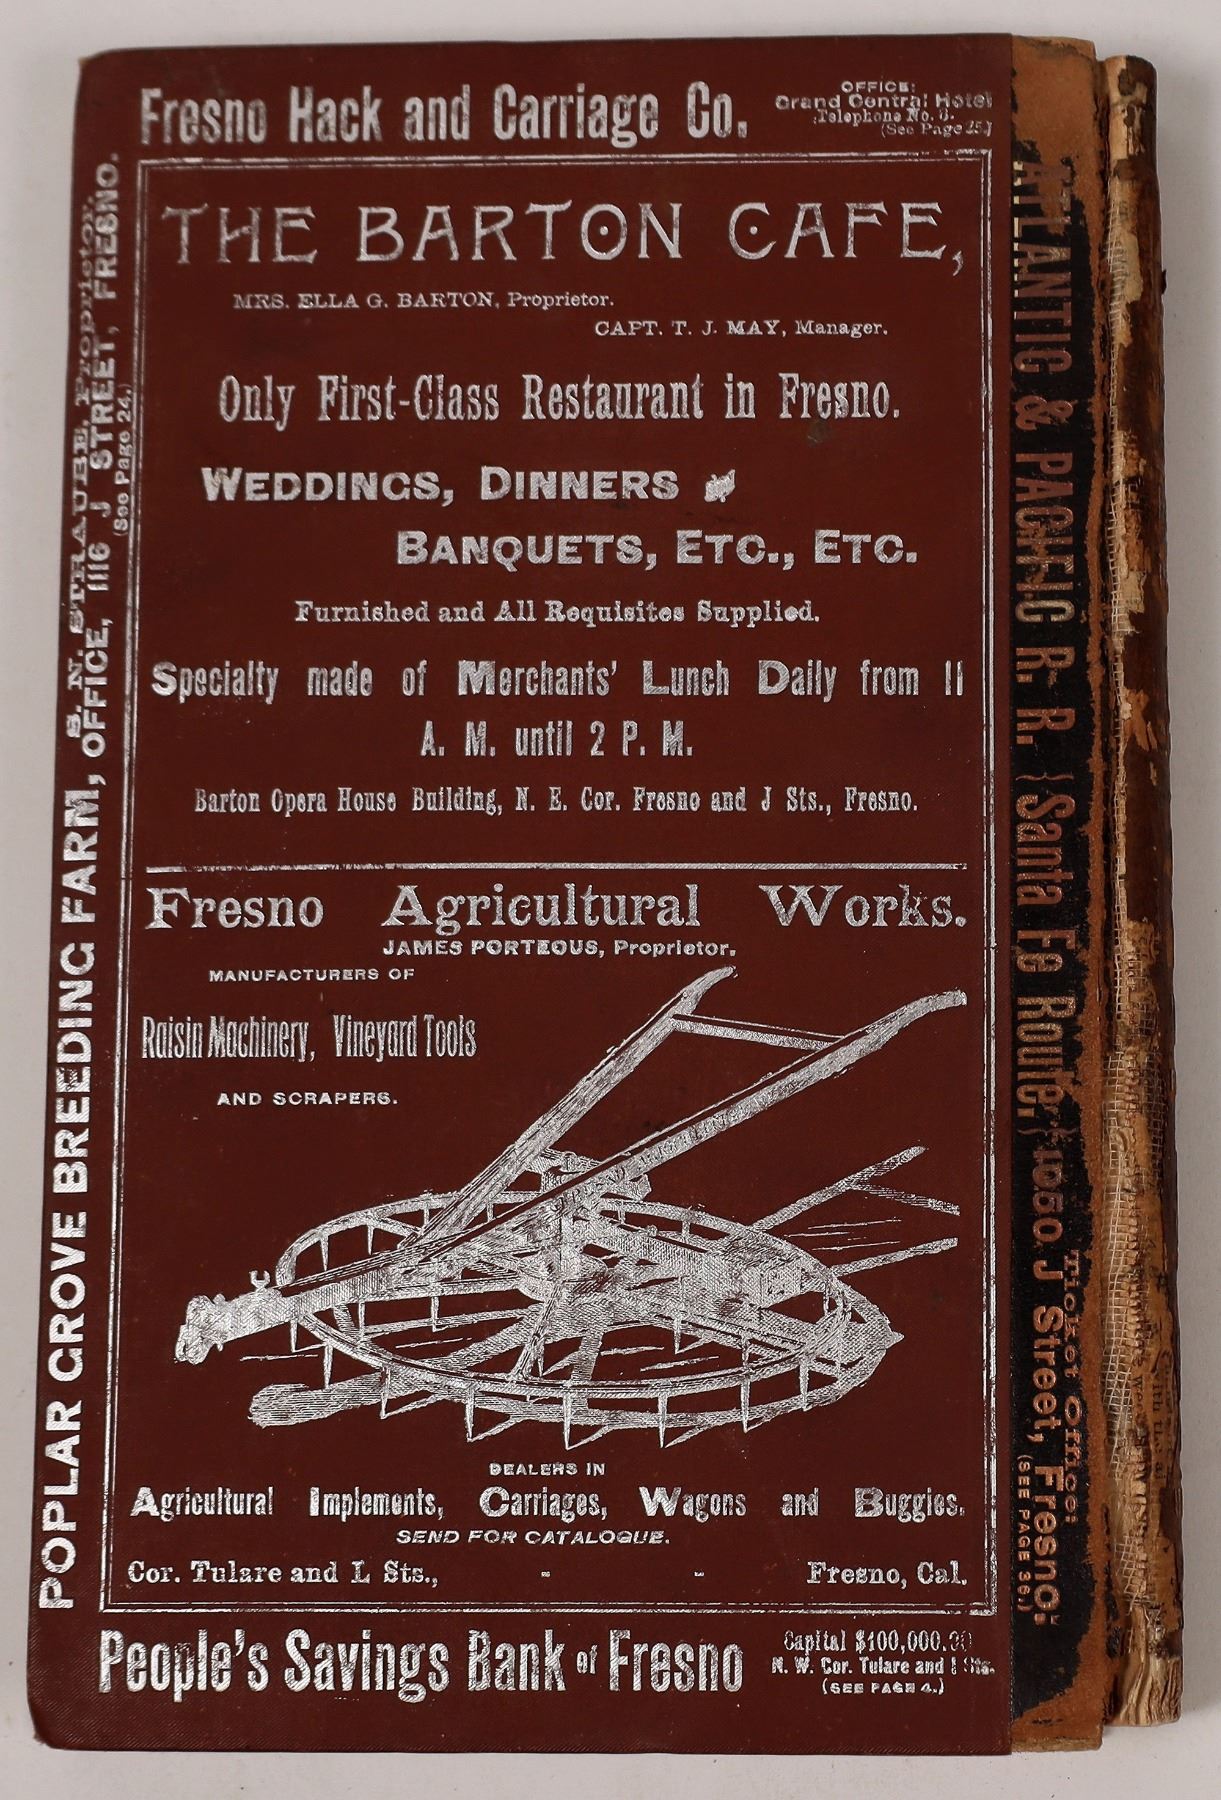 Fresno Hack and Carriage Co.
OFFICE:
Grand Central Hotel
Telephone No. 8.
(See Page 25.)
THE BARTON CAFE,
MRS. ELLA G. BARTON, Proprietor.
CAPT. T. J. MAY, Manager.
Only First-Class Restaurant in Fresno.
WEDDINGS, DINNERS
BANQUETS, ETC., ETC.
Furnished and All Requisites Supplied.
Specialty made of Merchants' Lunch Daily from 11
A. M. until 2 P. M.
Barton Opera House Building, N. E. Cor. Fresno and J Sts., Fresno.
Fresno Agricultural Works.
JAMES PORTEOUS, Proprietor.
MANUFACTURERS OF
Raisin Machinery, Vineyard Tools
AND SCRAPERS.
DEALERS IN
Agricultural Implements, Carriages, Wagons and Buggies.
SEND FOR CATALOGUE.
Cor. Tulare and L Sts., - - Fresno, Cal.
People's Savings Bank of Fresno
Capital $100,000.00
N. W. Cor. Tulare and I Sts.
(SEE PAGE 4.)
S. N. STRAUBE, Proprietor,
POPLAR GROVE BREEDING FARM, OFFICE, 1116 J STREET, FRESNO.
(See Page 24.)
ATLANTIC & PACIFIC R. R. (Santa Fe Route,)
Ticket Office:
1050 J Street, Fresno.
(SEE PAGE 36.)